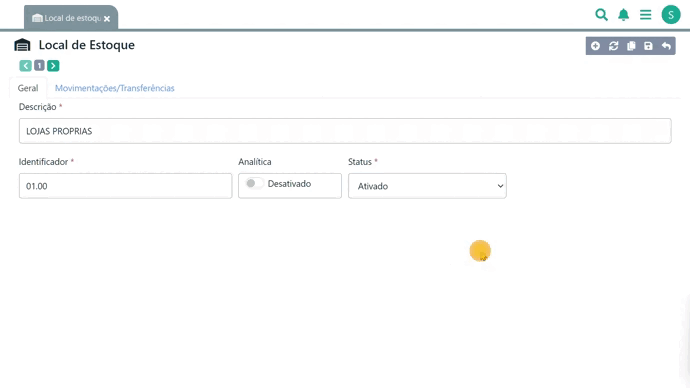 Local de estoqu
S
Local de Estoque
1
Geral
Movimentações/Transferências
Descrição *
LOJAS PROPRIAS
Identificador *
Analítica
Status *
01.00
Desativado
Ativado